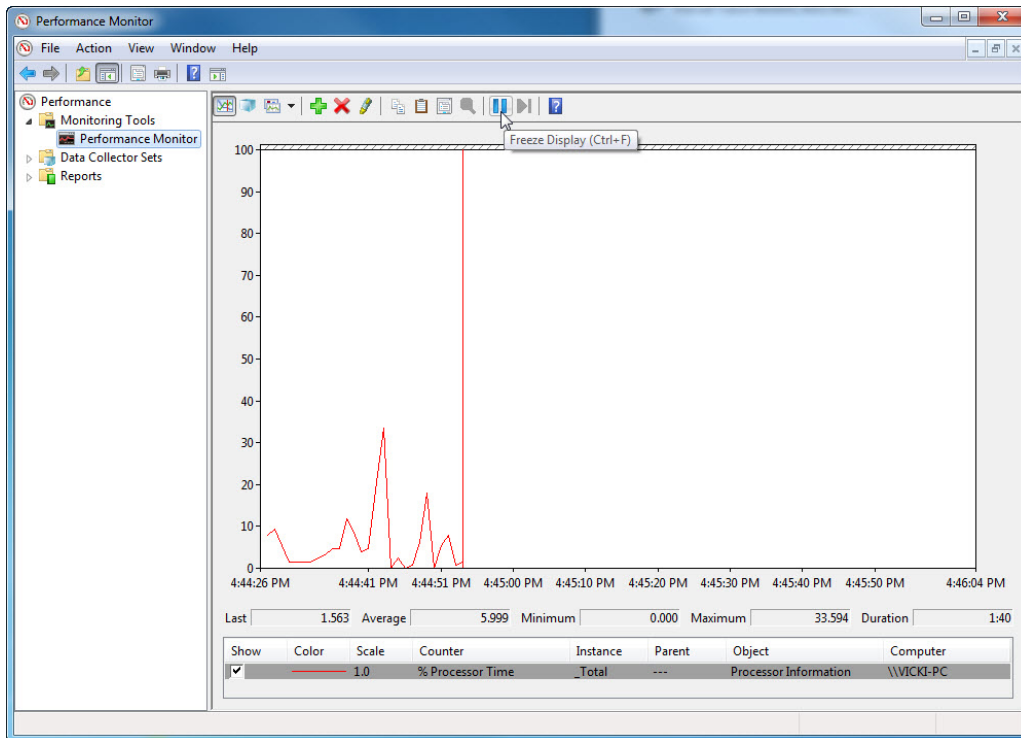 Performance Monitor
File Action View Window Help
Performance
Monitoring Tools
Performance Monitor
Data Collector Sets
Reports
Freeze Display (Ctrl+F)
100
90
80
70
60
50
40
30
20
10
0
4:44:26 PM 4:44:41 PM 4:44:51 PM 4:45:00 PM 4:45:10 PM 4:45:20 PM 4:45:30 PM 4:45:40 PM 4:45:50 PM 4:46:04 PM
Last 1.563 Average 5.999 Minimum 0.000 Maximum 33.594 Duration 1:40
Show Color Scale Counter Instance Parent Object Computer
1.0 % Processor Time _Total --- Processor Information \\VICKI-PC